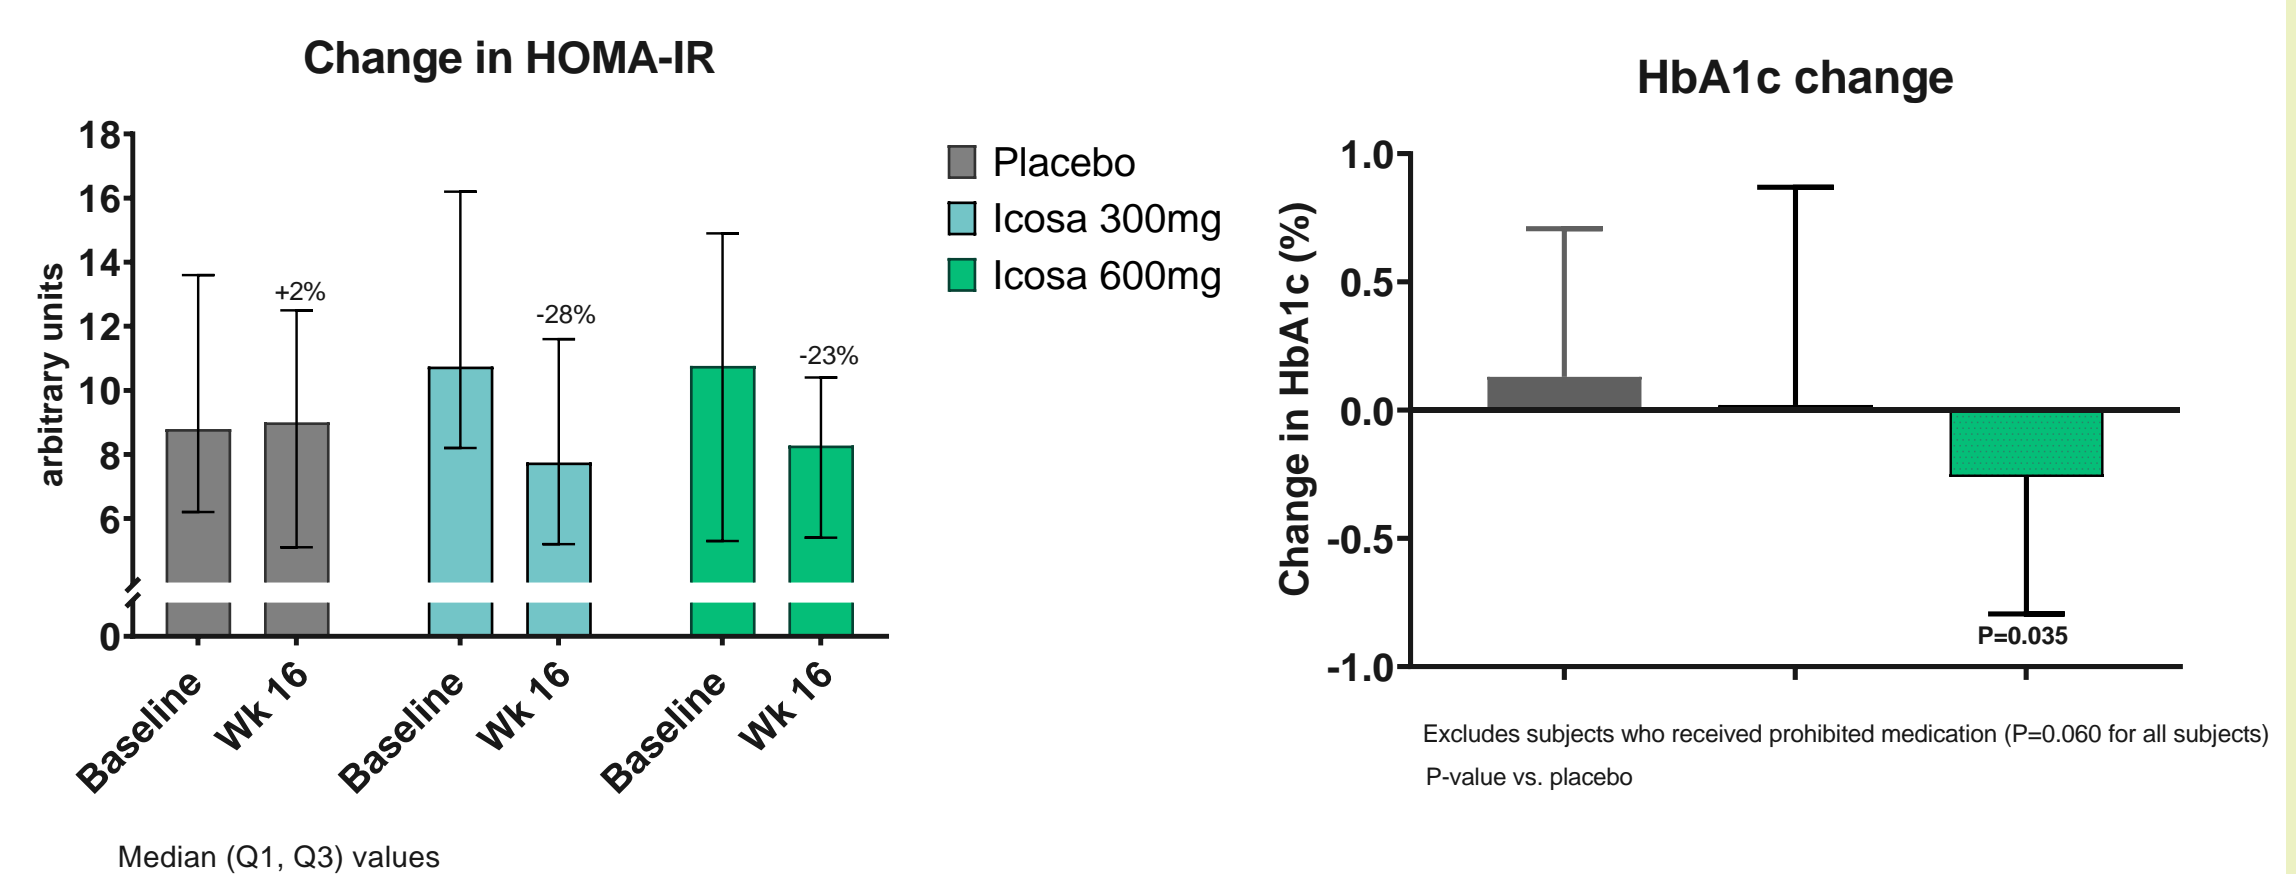 Change in HOMA-IR
18
16
14
12
10
8
6
0
arbitrary units
+2%
-28%
-23%
Baseline
Wk 16
Baseline
Wk 16
Baseline
Wk 16
Median (Q1, Q3) values
Placebo
Icosa 300mg
Icosa 600mg
HbA1c change
1.0
0.5
0.0
-0.5
-1.0
Change in HbA1c (%)
P=0.035
Excludes subjects who received prohibited medication (P=0.060 for all subjects)
P-value vs. placebo